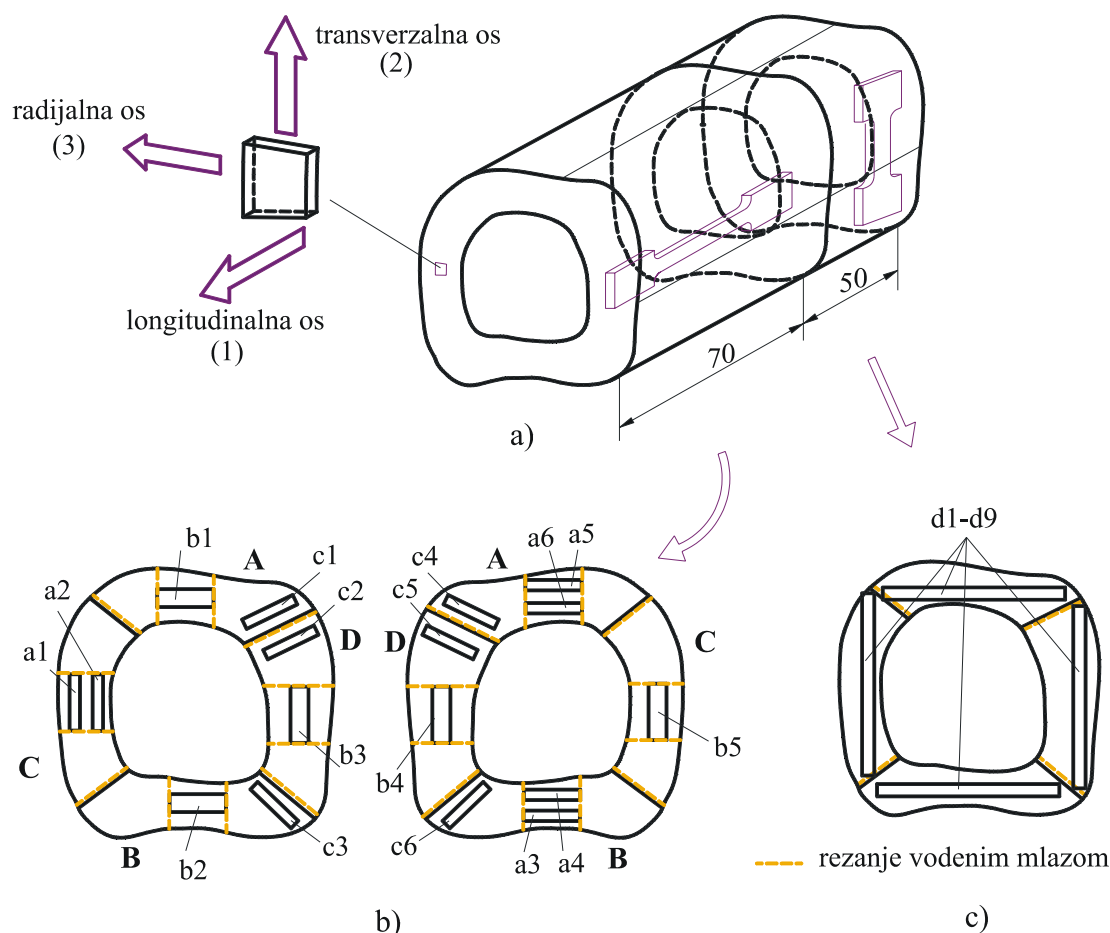 transverzalna os
(2)
radijalna os
(3)
longitudinalna os
(1)
50
70
a)
d1-d9
b1
A
c1
c2
a2
D
a1
b3
C
b2
c3
B
a6
a5
A
c4
c5
D
C
b4
b5
c6
a3
a4
B
rezanje vodenim mlazom
b)
c)